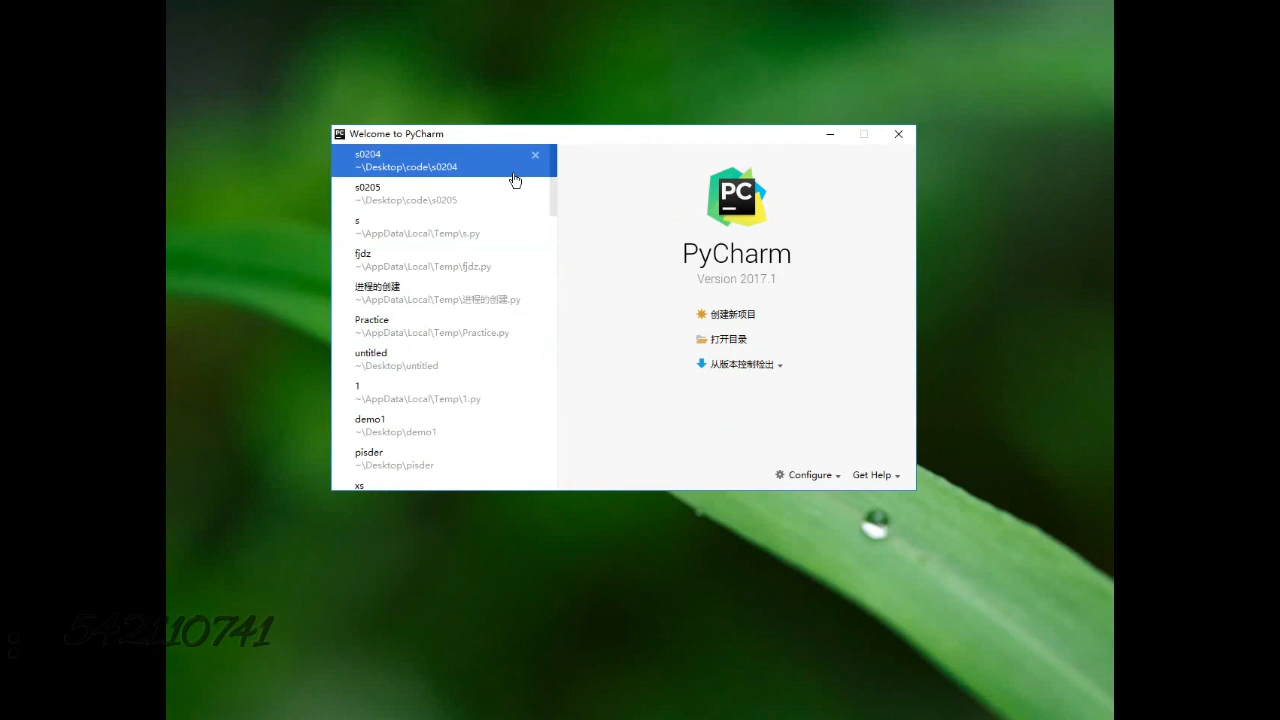 Welcome to PyCharm
s0204
~\Desktop\code\s0204
s0205
~\Desktop\code\s0205
s
~\AppData\Local\Temp\s.py
fjdz
~\AppData\Local\Temp\fjdz.py
进程的创建
~\AppData\Local\Temp\进程的创建.py
Practice
~\AppData\Local\Temp\Practice.py
untitled
~\Desktop\untitled
1
~\AppData\Local\Temp\1.py
demo1
~\Desktop\demo1
pisder
~\Desktop\pisder
xs
PC
PyCharm
Version 2017.1
创建新项目
打开目录
从版本控制检出
Configure
Get Help
542110741